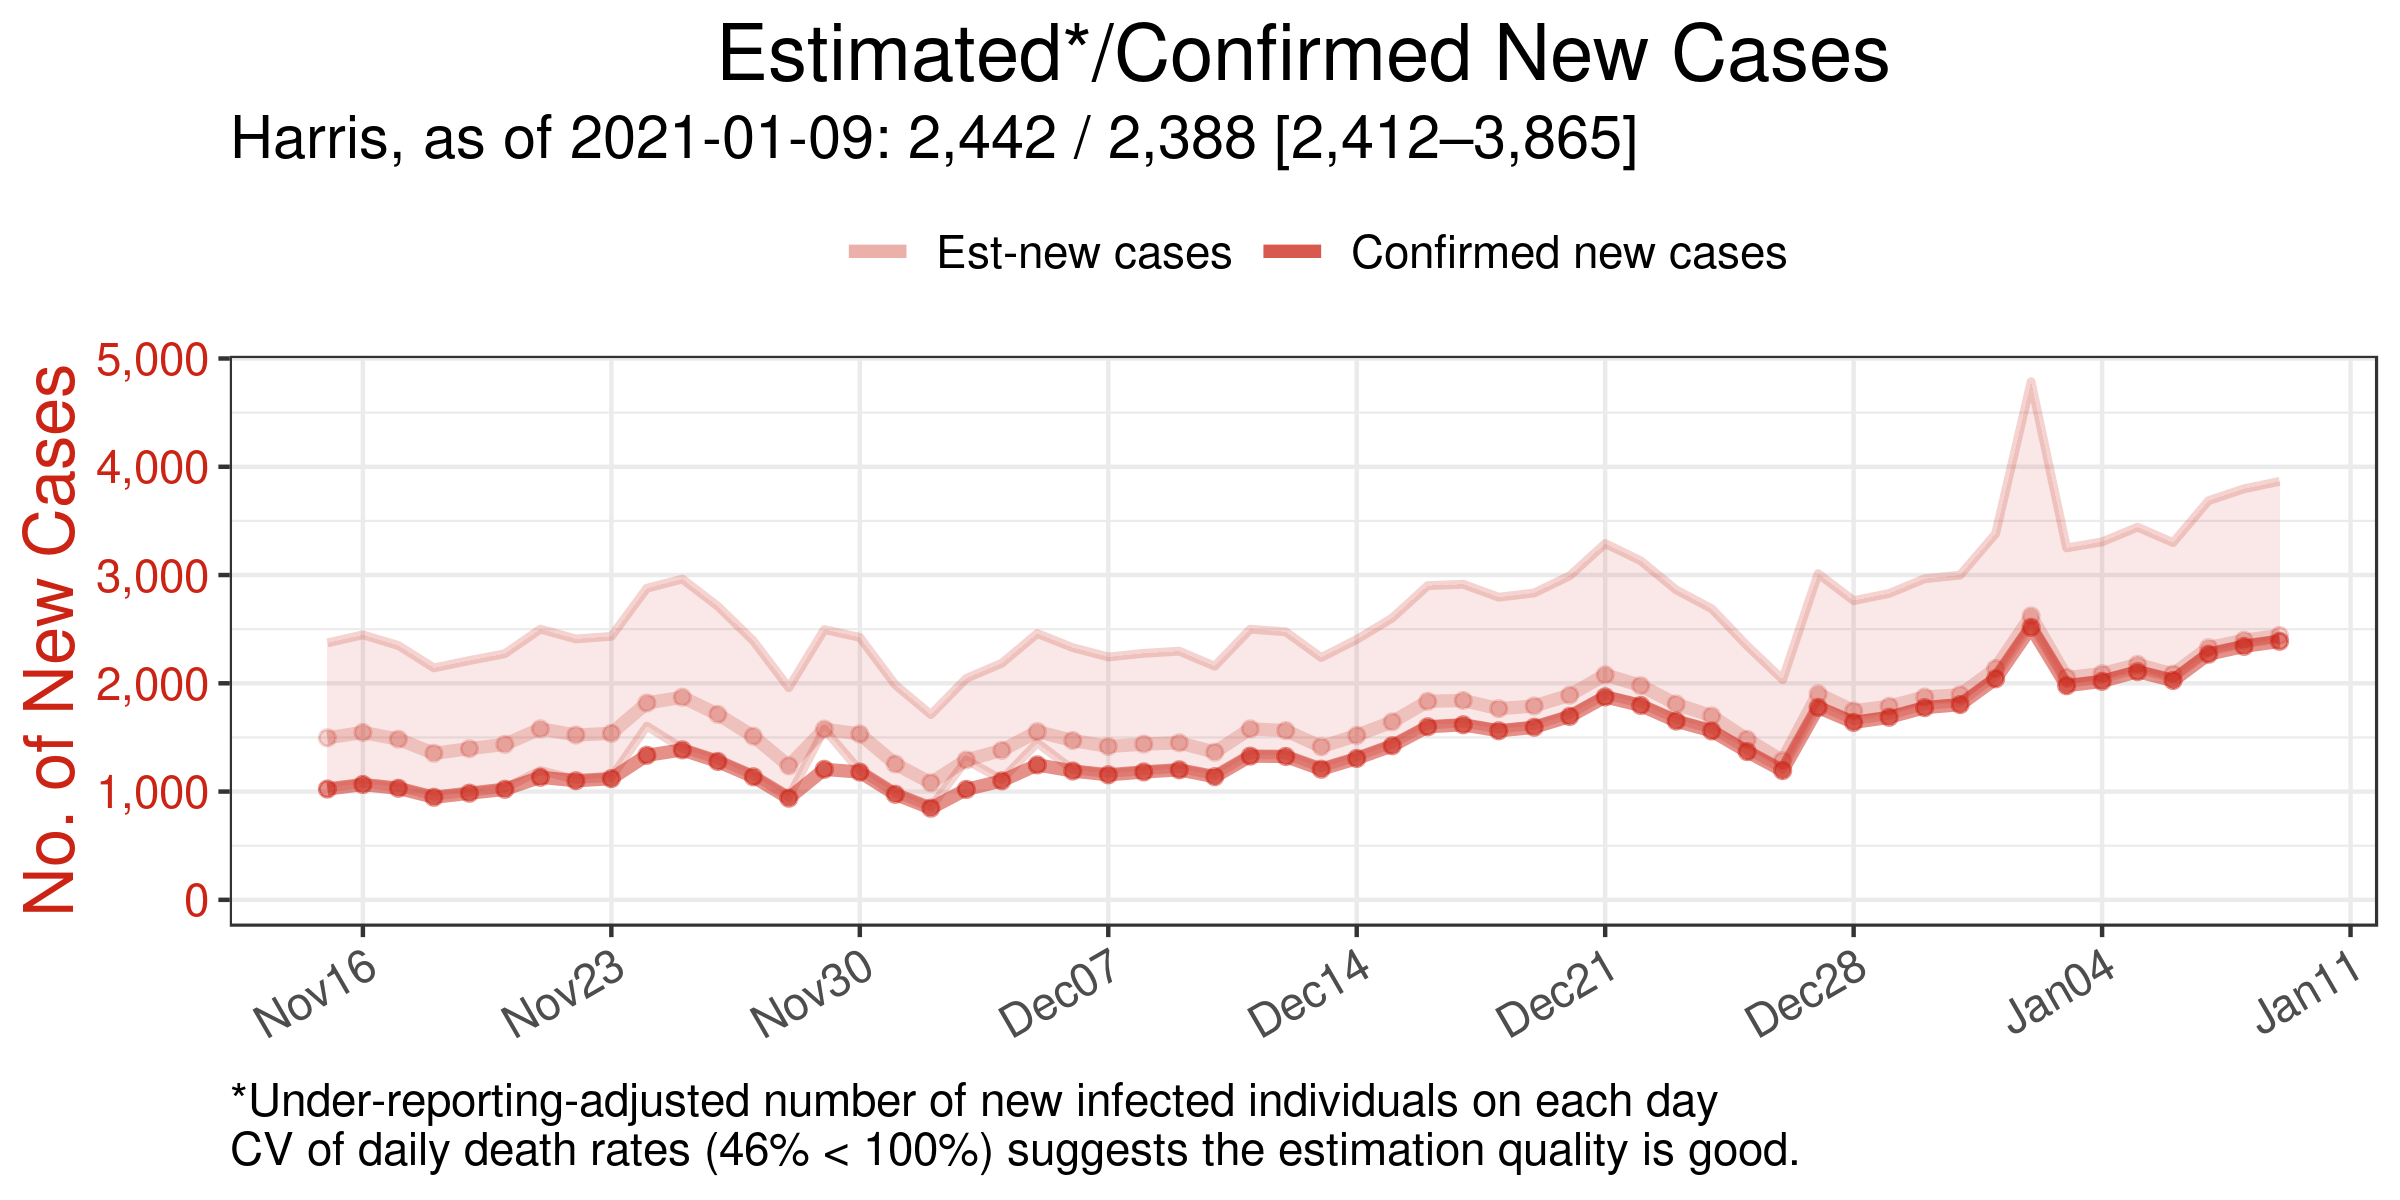 Estimated*/Confirmed New Cases
Harris, as of 2021-01-09: 2,442 / 2,388 [2,412–3,865]
Est-new cases Confirmed new cases
No. of New Cases
5,000
4,000
3,000
2,000
1,000
0
Nov16 Nov23 Nov30 Dec07 Dec14 Dec21 Dec28 Jan04 Jan11
*Under-reporting-adjusted number of new infected individuals on each day
CV of daily death rates (46% < 100%) suggests the estimation quality is good.